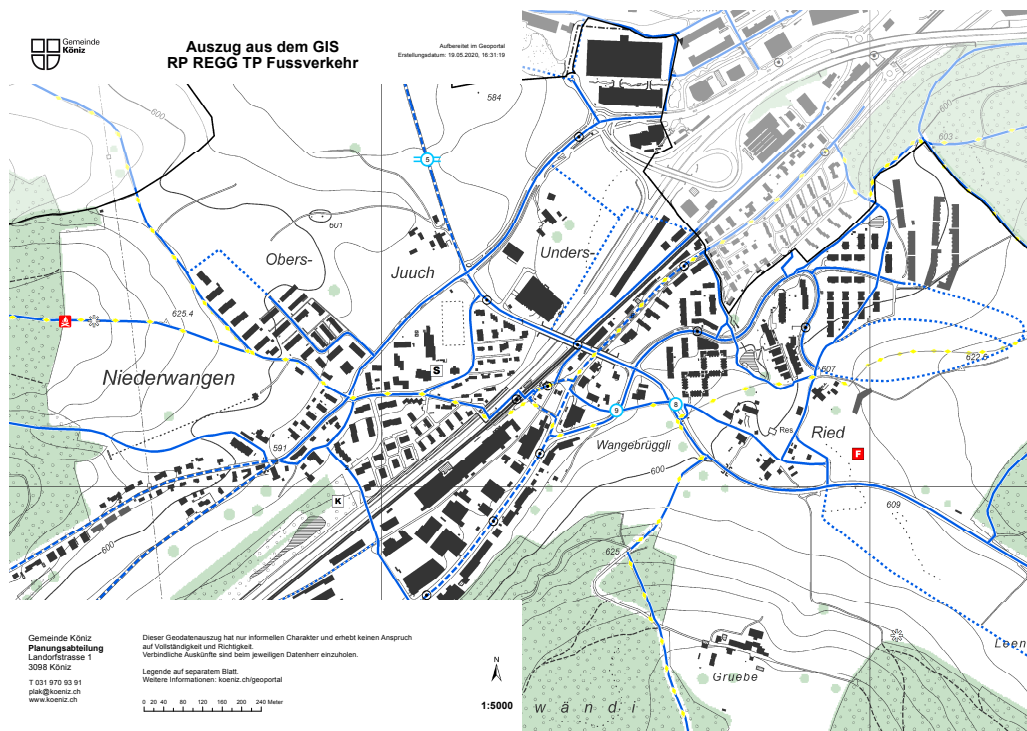 Gemeinde
Köniz
Auszug aus dem GIS
RP REGG TP Fussverkehr
Aufbereitet im Geoportal
Erstellungsdatum: 19.05.2020, 16:31:19
584
600
5
600
603
601
Obers-
Juuch
Unders-
625.4
Niederwangen
S
622.6
607
9
8
591
Wangebrüggli
Res
Ried
F
600
K
609
600
625
Gruebe
Leen
wändi
Gemeinde Köniz
Planungsabteilung
Landorfstrasse 1
3098 Köniz
T 031 970 93 91
plak@koeniz.ch
www.koeniz.ch
Dieser Geodatenauszug hat nur informellen Charakter und erhebt keinen Anspruch
auf Vollständigkeit und Richtigkeit.
Verbindliche Auskünfte sind beim jeweiligen Datenherr einzuholen.
Legende auf separatem Blatt.
Weitere Informationen: koeniz.ch/geoportal
0 20 40 80 120 160 200 240 Meter
N
1:5000